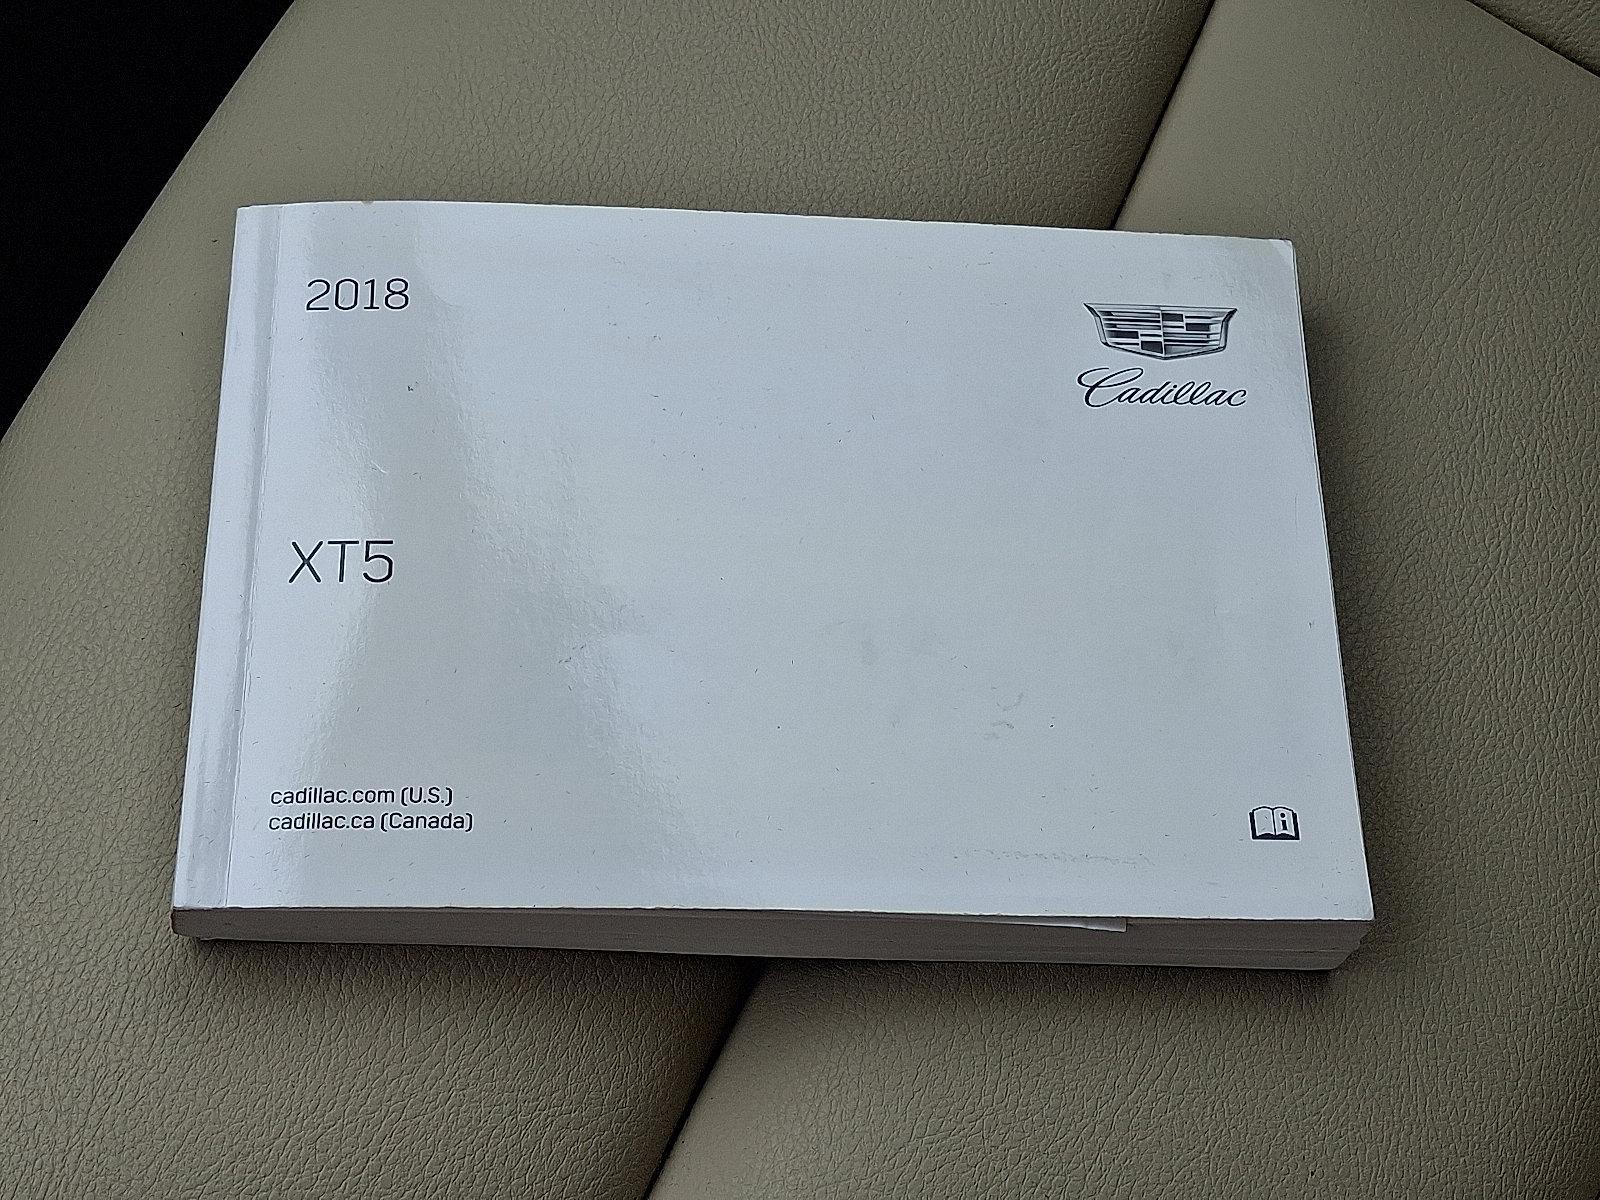 2018
Cadillac
XT5
cadillac.com (U.S.)
cadillac.ca (Canada)
i